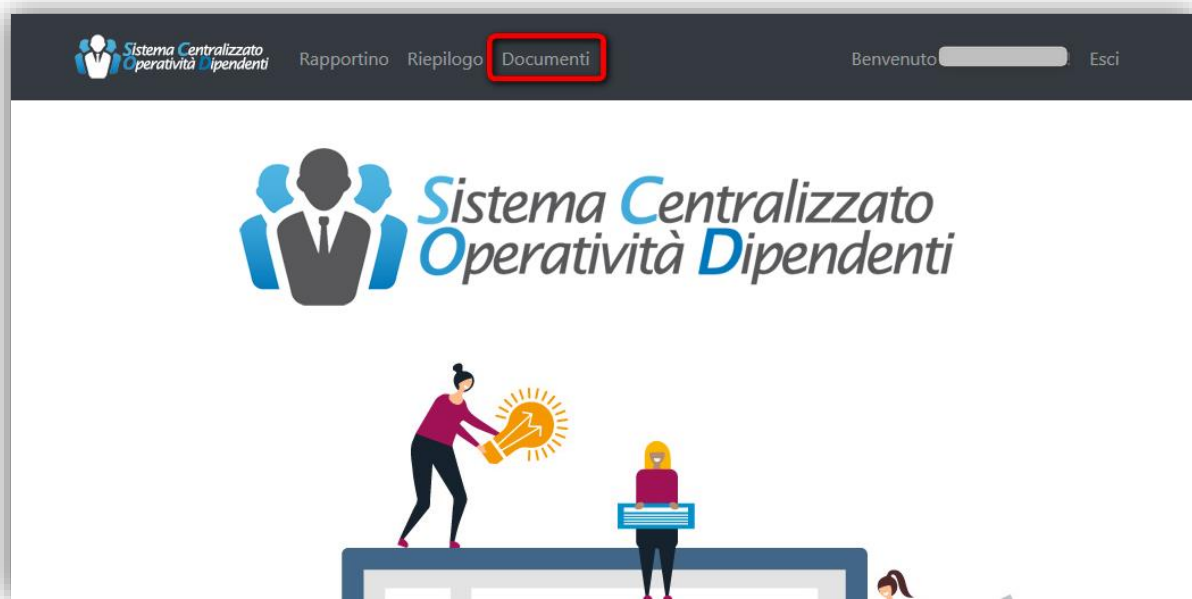 Sistema Centralizzato
Operatività Dipendenti
Rapportino Riepilogo Documenti
Benvenuto Esci
Sistema Centralizzato
Operatività Dipendenti